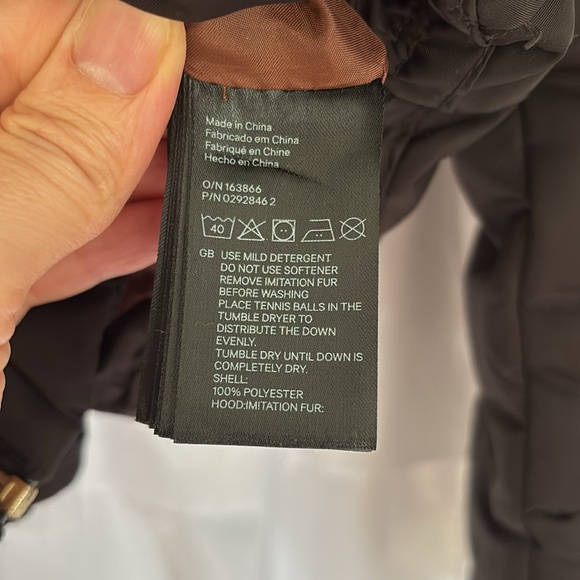 Made in China
Fabricado em China
Fabriqué en Chine
Hecho en China
O/N 163866
P/N 0292846 2
40
GB USE MILD DETERGENT
DO NOT USE SOFTENER
REMOVE IMITATION FUR
BEFORE WASHING
PLACE TENNIS BALLS IN THE
TUMBLE DRYER TO
DISTRIBUTE THE DOWN
EVENLY.
TUMBLE DRY UNTIL DOWN IS
COMPLETELY DRY.
SHELL:
100% POLYESTER
HOOD:IMITATION FUR: